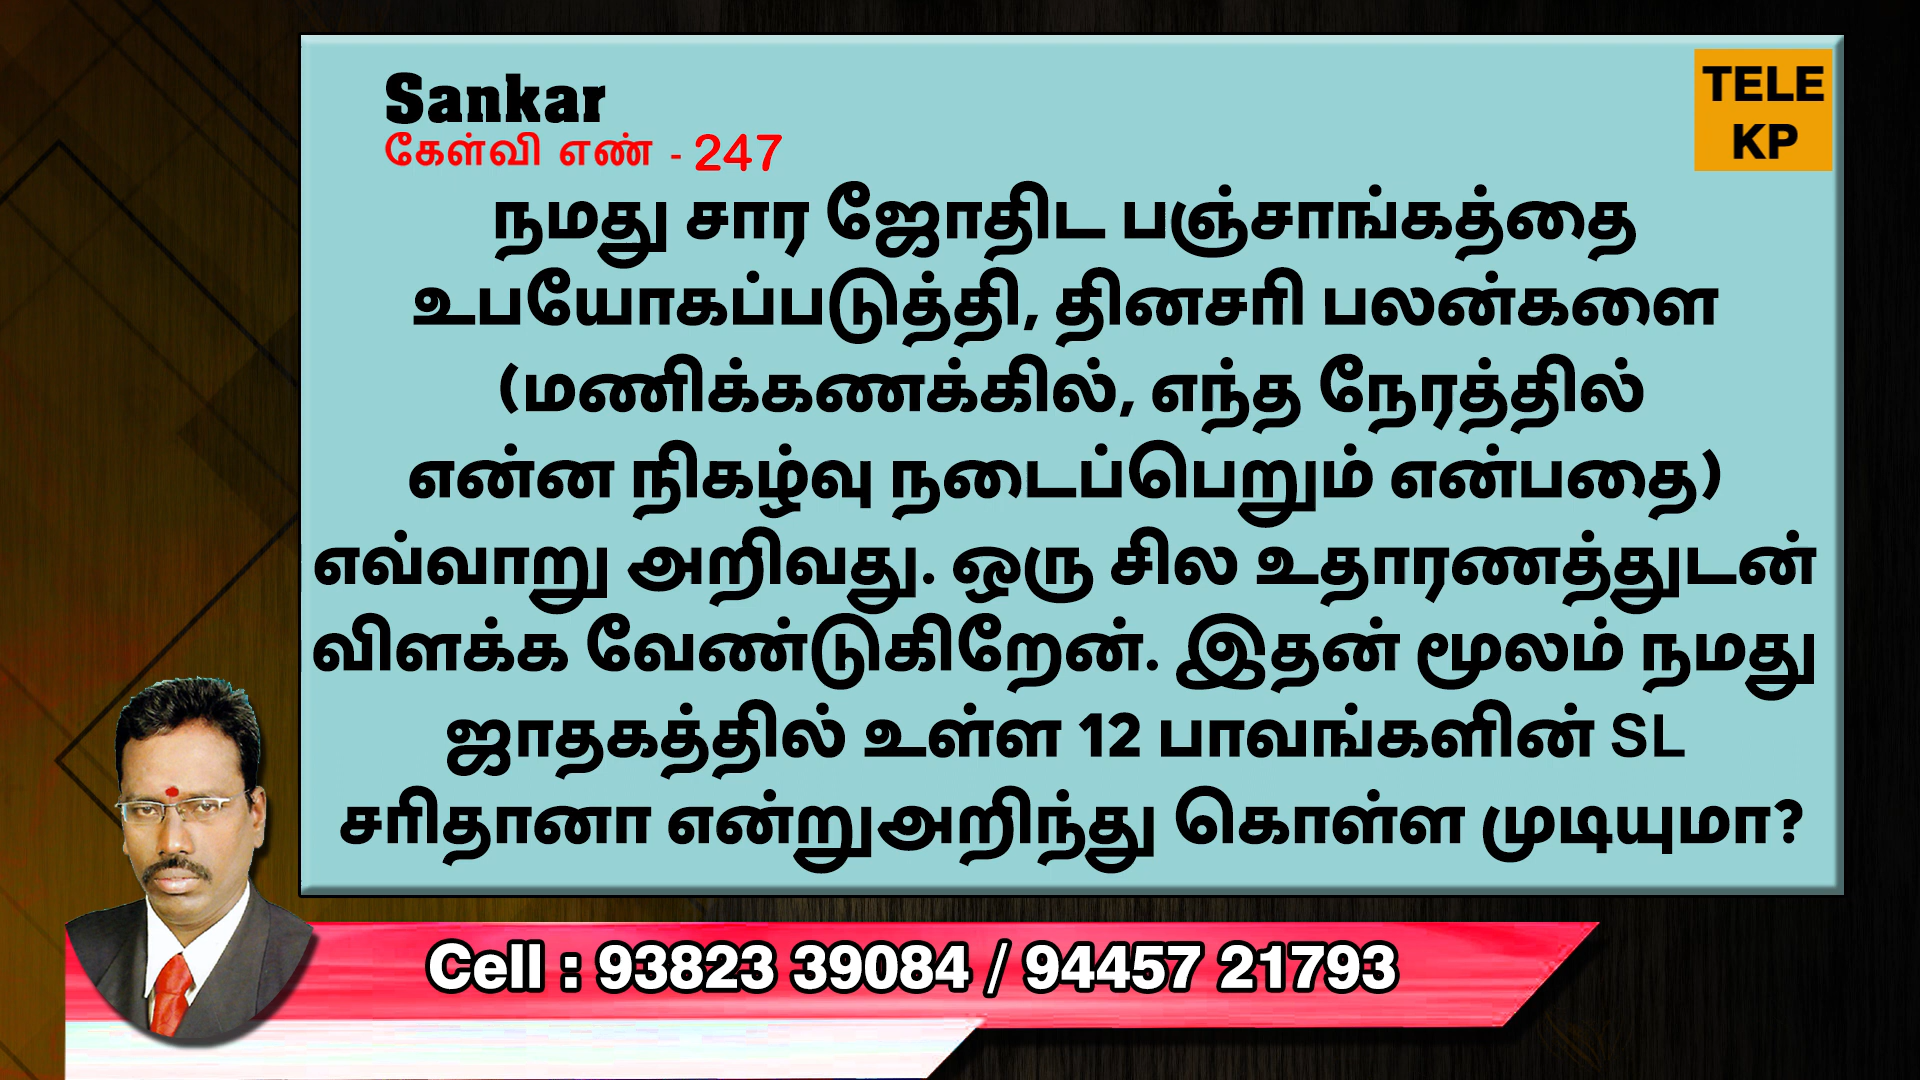 Sankar
TELE
KP
கேள்வி எண் - 247
நமது சார ஜோதிட பஞ்சாங்கத்தை
உபயோகப்படுத்தி, தினசரி பலன்களை
(மணிக்கணக்கில், எந்த நேரத்தில்
என்ன நிகழ்வு நடைப்பெறும் என்பதை)
எவ்வாறு அறிவது. ஒரு சில உதாரணத்துடன்
விளக்க வேண்டுகிறேன். இதன் மூலம் நமது
ஜாதகத்தில் உள்ள 12 பாவங்களின் SL
சரிதானா என்றுஅறிந்து கொள்ள முடியுமா?
Cell : 93823 39084 / 94457 21793